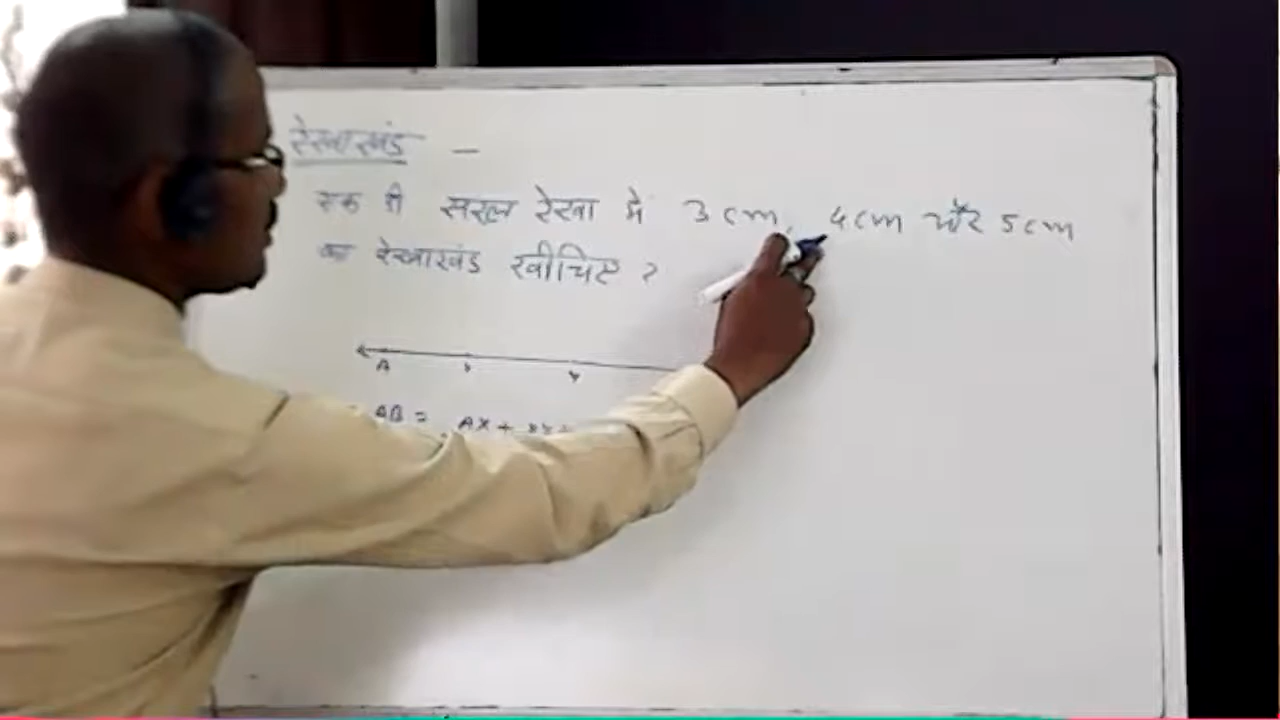 रेखाखंड —
एक ही सरल रेखा में 3 cm, 4 cm और 5 cm
का रेखाखंड खीचिए ?
A
AB = AX +